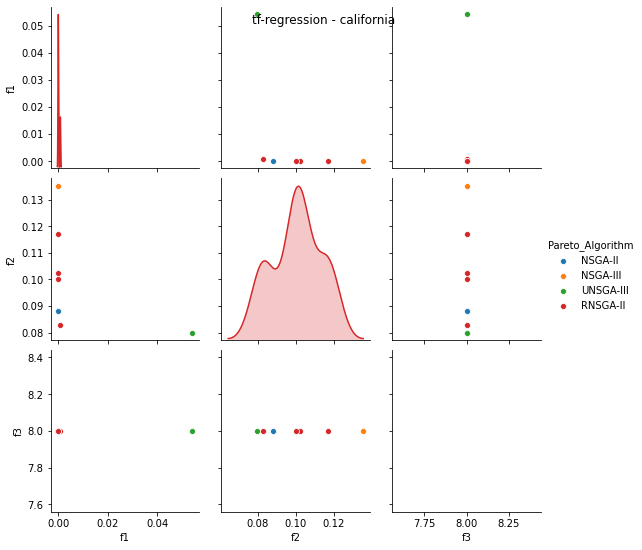 tf-regression - california
0.05
0.04
0.03
0.02
0.01
0.00
f1
0.13
0.12
0.11
0.10
0.09
0.08
f2
Pareto_Algorithm
NSGA-II
NSGA-III
UNSGA-III
RNSGA-II
8.4
8.2
8.0
7.8
7.6
f3
0.00 0.02 0.04
f1
0.08 0.10 0.12
f2
7.75 8.00 8.25
f3